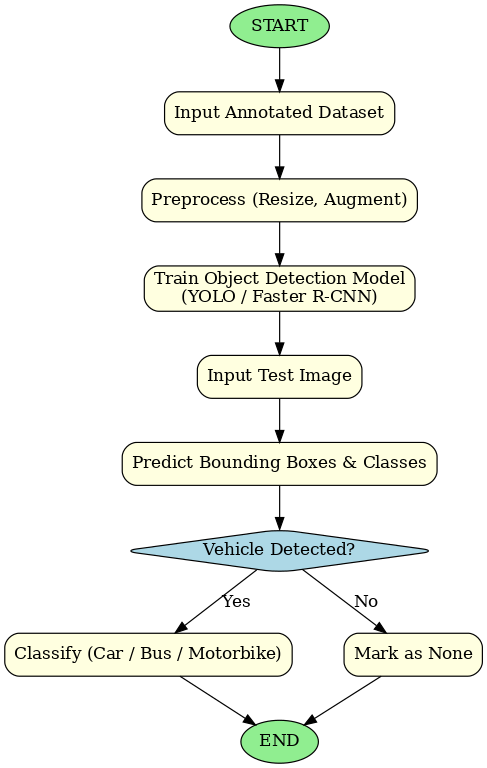 START
Input Annotated Dataset
Preprocess (Resize, Augment)
Train Object Detection Model
(YOLO / Faster R-CNN)
Input Test Image
Predict Bounding Boxes & Classes
Vehicle Detected?
Yes
No
Classify (Car / Bus / Motorbike)
Mark as None
END